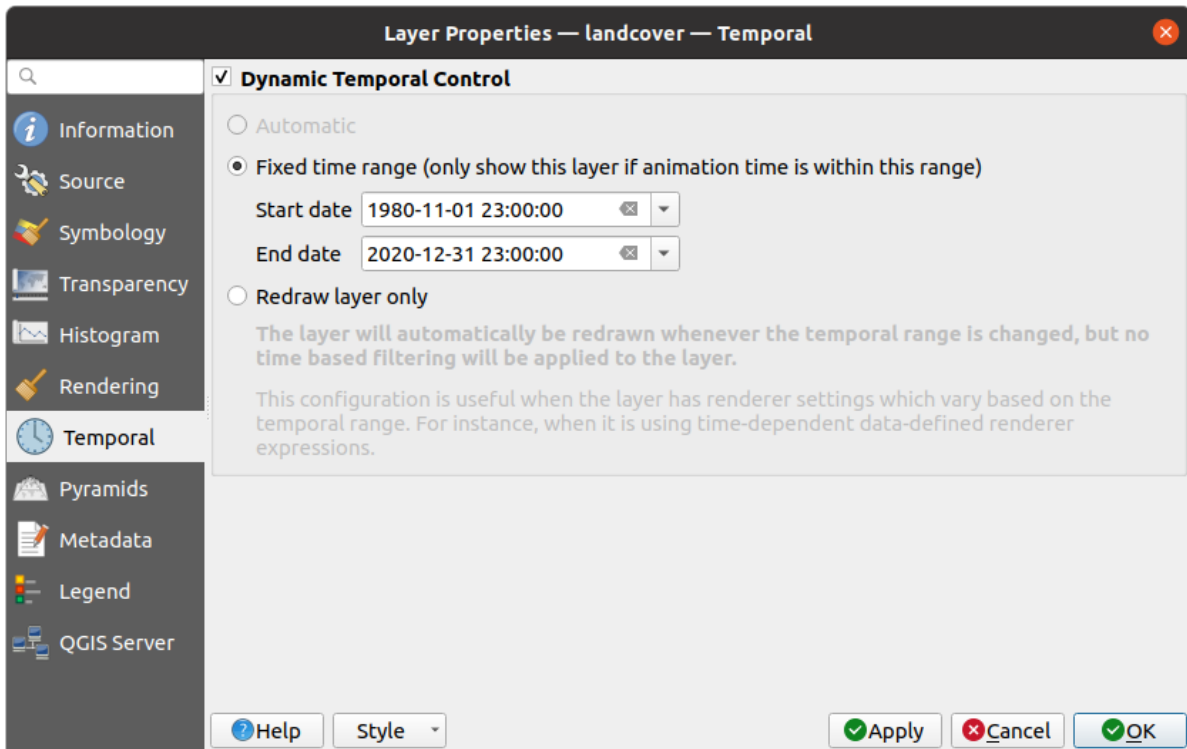 Layer Properties — landcover — Temporal
Dynamic Temporal Control
Information
Source
Symbology
Transparency
Histogram
Rendering
Temporal
Pyramids
Metadata
Legend
QGIS Server
Automatic
Fixed time range (only show this layer if animation time is within this range)
Start date 1980-11-01 23:00:00
End date 2020-12-31 23:00:00
Redraw layer only
The layer will automatically be redrawn whenever the temporal range is changed, but no
time based filtering will be applied to the layer.
This configuration is useful when the layer has renderer settings which vary based on the
temporal range. For instance, when it is using time-dependent data-defined renderer
expressions.
Help Style Apply Cancel OK